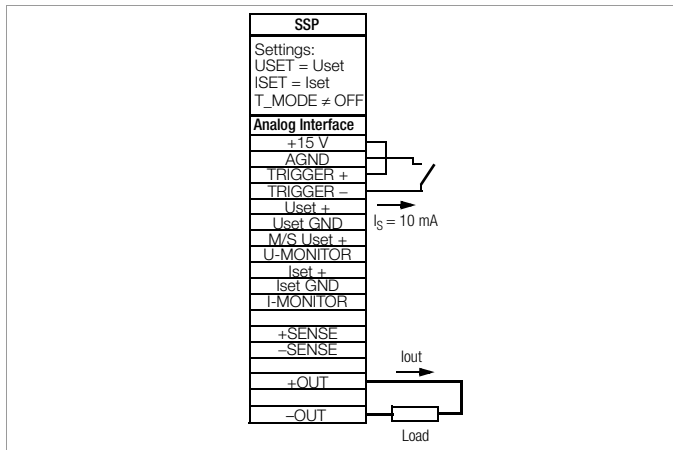 SSP
Settings:
USET = Uset
ISET = Iset
T_MODE ≠ OFF
Analog Interface
+15 V
AGND
TRIGGER +
TRIGGER –
Uset +
Uset GND
M/S Uset +
U-MONITOR
Iset +
Iset GND
I-MONITOR
+SENSE
–SENSE
+OUT
–OUT
IS = 10 mA
Iout
Load